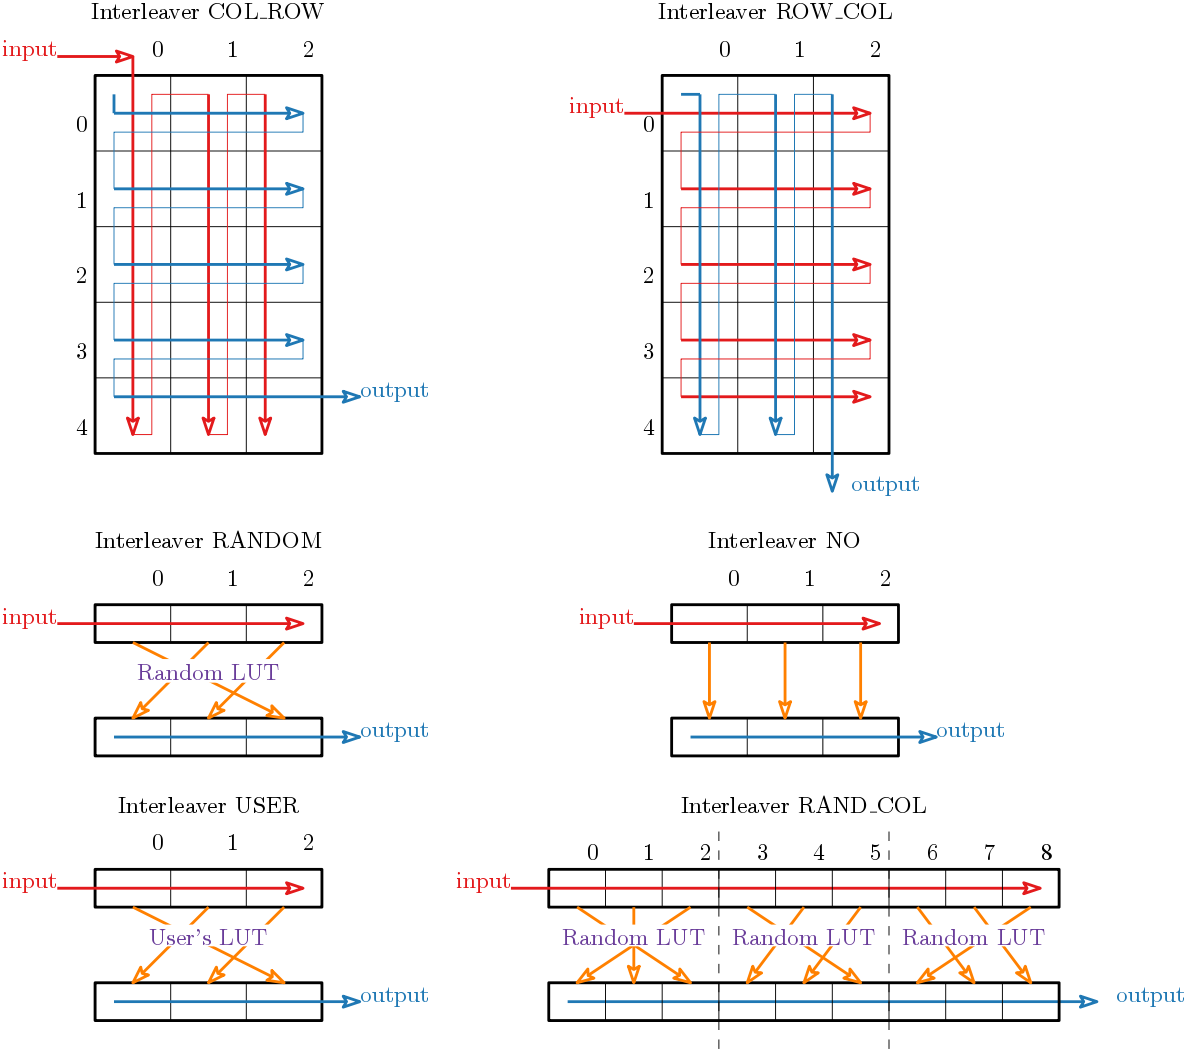 Interleaver COL_ROW
input 0 1 2
0
1
2
3
output
4
Interleaver ROW_COL
0 1 2
input
0
1
2
3
4
output
Interleaver RANDOM
0 1 2
input
Random LUT
output
Interleaver NO
0 1 2
input
output
Interleaver USER
0 1 2
input
User's LUT
output
Interleaver RAND_COL
0 1 2 3 4 5 6 7 8
input
Random LUT Random LUT Random LUT
output